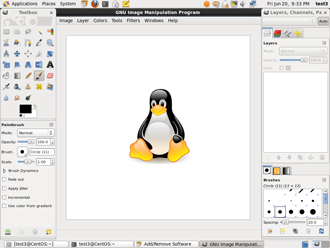 Applications Places System Fri Jun 20, 9:33 PM test3
Toolbox
GNU Image Manipulation Program
Layers, Channels, Pa
Image Layer Colors Tools Filters Windows Help
Auto
Layers
Mode: Normal
Opacity: 100.0
Lock:
Paintbrush
Mode: Normal
Opacity: 100.0
Brush: Circle (11)
Scale: 1.00
Brush Dynamics
Fade out
Apply Jitter
Incremental
Use color from gradient
Brushes
Circle (11) (13 x 13)
Spacing: 20.0
[test3@CentOS:~]
test3@CentOS:~
Add/Remove Software
GNU Image Manipulati...